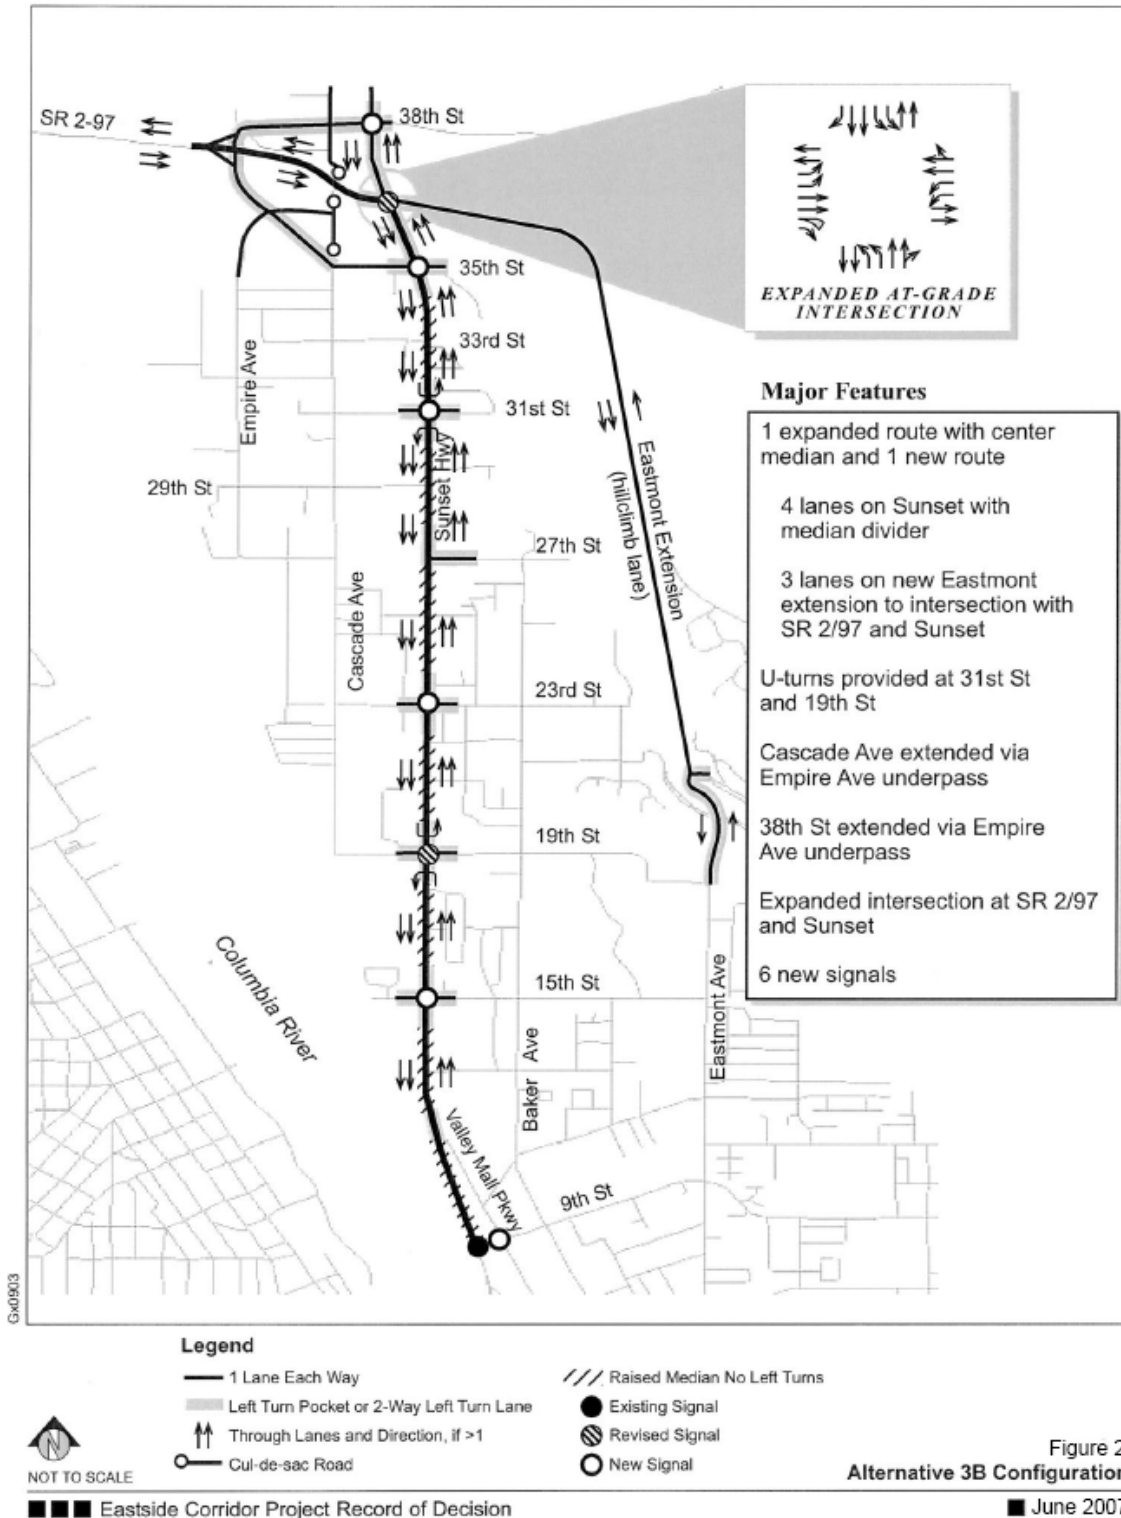 SR 2-97
38th St
35th St
33rd St
31st St
29th St
27th St
23rd St
19th St
15th St
9th St
Empire Ave
Cascade Ave
Sunset Hwy
Eastmont Extension
(hillclimb lane)
Columbia River
Baker Ave
Eastmont Ave
Valley Mall Pkwy
EXPANDED AT-GRADE
INTERSECTION
Major Features
1 expanded route with center
median and 1 new route
4 lanes on Sunset with
median divider
3 lanes on new Eastmont
extension to intersection with
SR 2/97 and Sunset
U-turns provided at 31st St
and 19th St
Cascade Ave extended via
Empire Ave underpass
38th St extended via Empire
Ave underpass
Expanded intersection at SR 2/97
and Sunset
6 new signals
Gx0903
Legend
1 Lane Each Way
Left Turn Pocket or 2-Way Left Turn Lane
Through Lanes and Direction, if >1
Cul-de-sac Road
Raised Median No Left Turns
Existing Signal
Revised Signal
New Signal
N
NOT TO SCALE
Figure 2
Alternative 3B Configuration
Eastside Corridor Project Record of Decision
June 2007